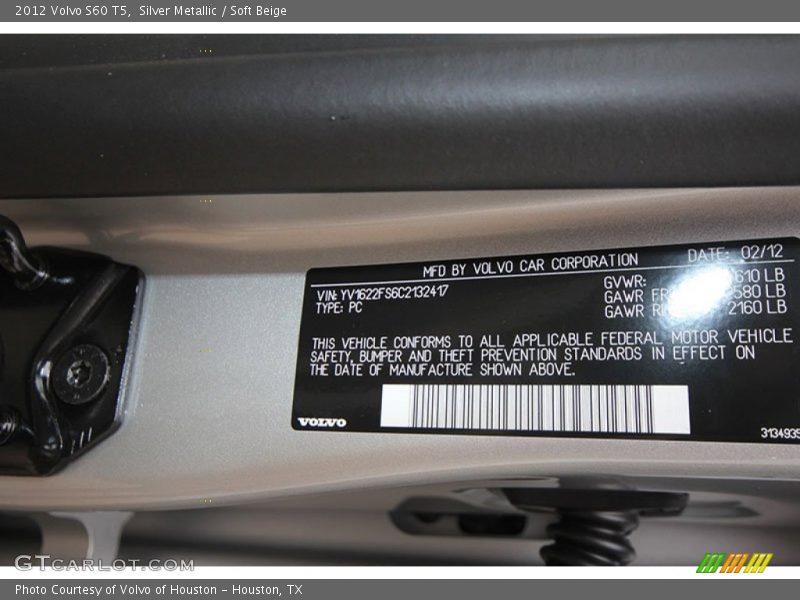 2012 Volvo S60 T5, Silver Metallic / Soft Beige
MFD BY VOLVO CAR CORPORATION DATE: 02/12
VIN: YV1622FS6C2132417
TYPE: PC
GVWR: 610 LB
GAWR 580 LB
GAWR 2160 LB
THIS VEHICLE CONFORMS TO ALL APPLICABLE FEDERAL MOTOR VEHICLE
SAFETY, BUMPER AND THEFT PREVENTION STANDARDS IN EFFECT ON
THE DATE OF MANUFACTURE SHOWN ABOVE.
VOLVO
3134935
GTCARLOT.COM
Photo Courtesy of Volvo of Houston - Houston, TX